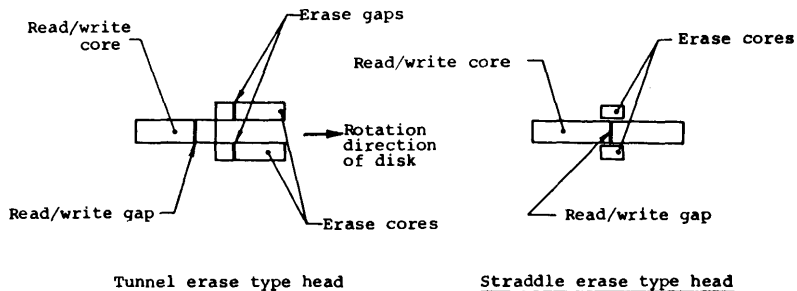 Read/write
core
Erase gaps
Rotation
direction
of disk
Read/write gap
Erase cores
Tunnel erase type head
Erase cores
Read/write core
Read/write gap
Straddle erase type head